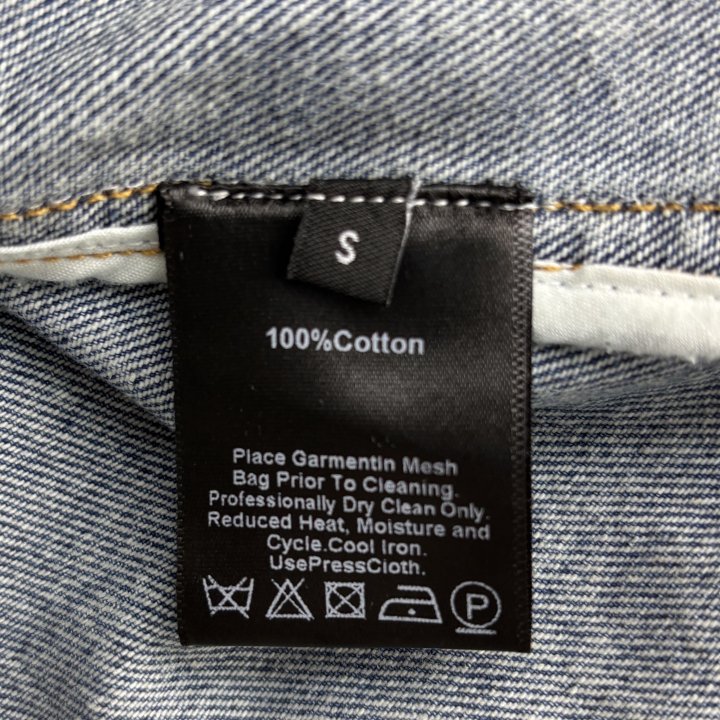 S
100%Cotton
Place Garmentin Mesh
Bag Prior To Cleaning.
Professionally Dry Clean Only.
Reduced Heat, Moisture and
Cycle.Cool Iron.
UsePressCloth.
P